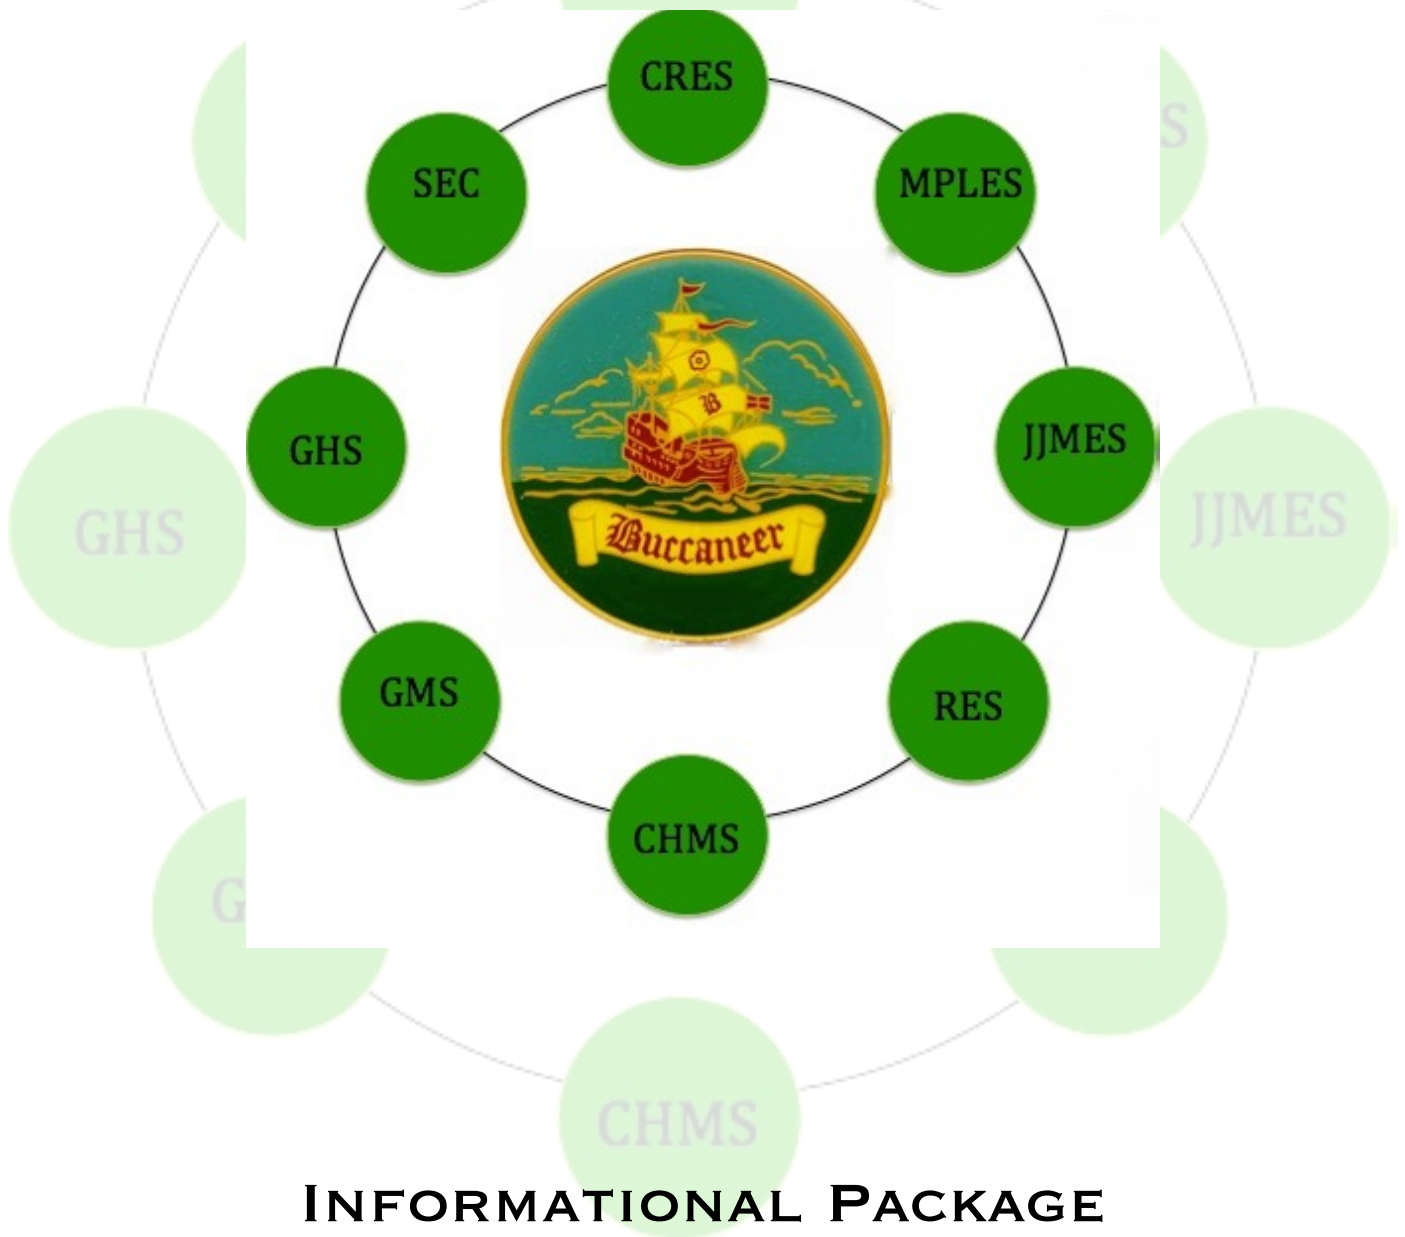 CRES
SEC
MPLES
S
B
GHS
JJMES
GHS
JJMES
Buccaneer
GMS
RES
CHMS
G
CHMS
INFORMATIONAL PACKAGE